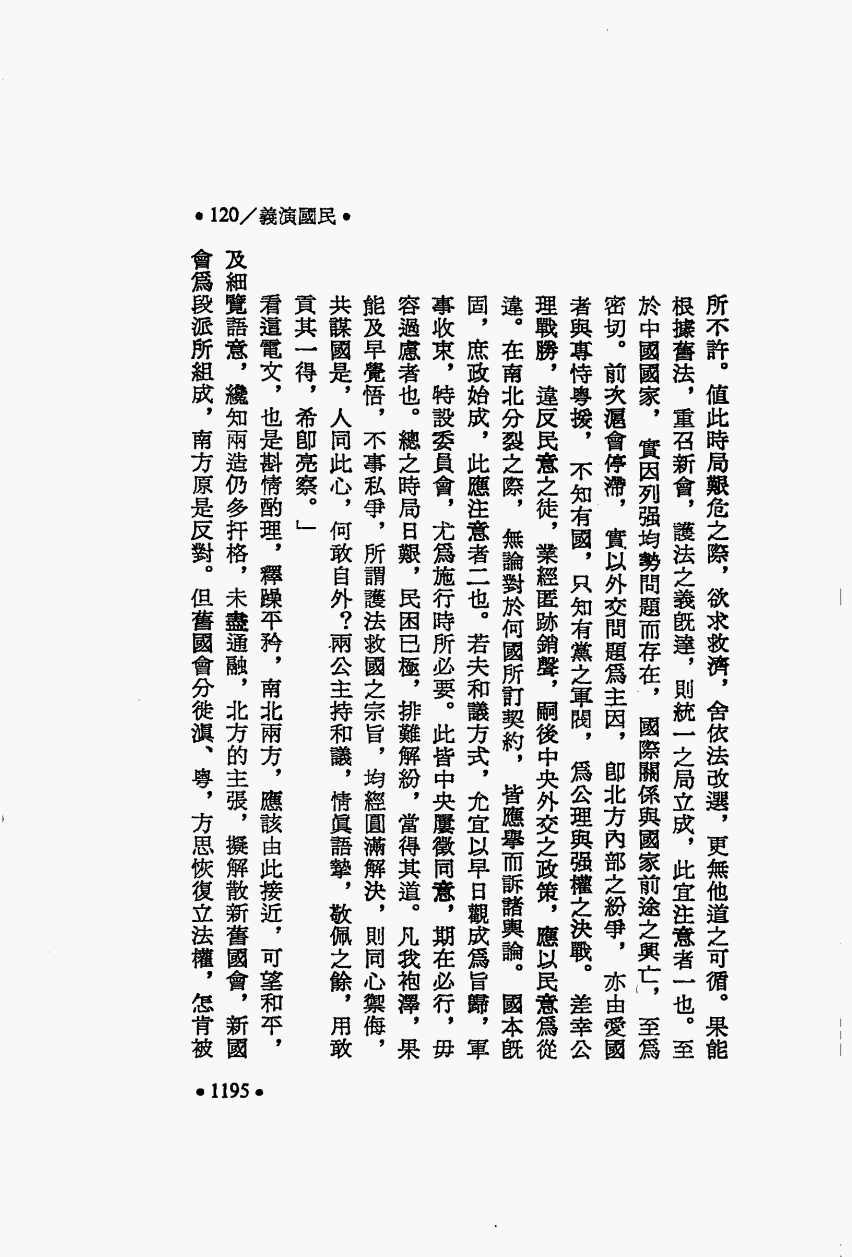 •120／義演國民•
所不許。値此時局艱危之際，欲求救濟，舍依法改選，更無他道之可循。果能
根據舊法，重召新會，護法之義旣達，則統一之局立成，此宜注意者一也。至
於中國國家，實因列强均勢問題而存在，國際關係與國家前途之興亡，至爲
密切。前次滬會停滯，實以外交問題爲主因，卽北方內部之紛爭，亦由愛國
者與專恃粵援，不知有國，只知有黨之軍閥，爲公理與强權之決戰。差幸公
理戰勝，違反民意之徒，業經匿跡銷聲，嗣後中央外交之政策，應以民意爲從
違。在南北分裂之際，無論對於何國所訂契約，皆應舉而訴諸輿論。國本旣
固，庶政始成，此應注意者二也。若夫和議方式，允宜以早日觀成爲旨歸，軍
事收束，特設委員會，尤爲施行時所必要。此皆中央屢徵同意，期在必行，毋
容過慮者也。總之時局日艱，民困已極，排難解紛，當得其道。凡我袍澤，果
能及早覺悟，不事私爭，所謂護法救國之宗旨，均經圓滿解決，則同心禦侮，
共謀國是，人同此心，何敢自外？兩公主持和議，情眞語摯，敬佩之餘，用敢
貢其一得，希卽亮察。」
看這電文，也是斟情酌理，釋躁平矜，南北兩方，應該由此接近，可望和平，
及細覽語意，纔知兩造仍多扞格，未盡通融，北方的主張，擬解散新舊國會，新國
會爲段派所組成，南方原是反對。但舊國會分徙滇、粵，方思恢復立法權，怎肯被
•1195•